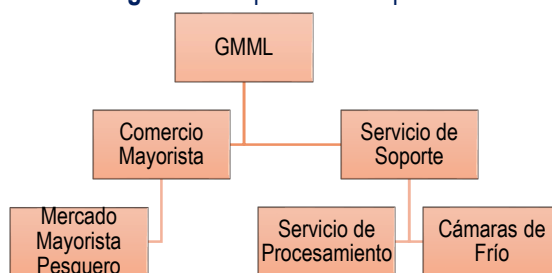 GMML
Comercio
Mayorista
Servicio de
Soporte
Mercado
Mayorista
Pesquero
Servicio de
Procesamiento
Cámaras de
Frío